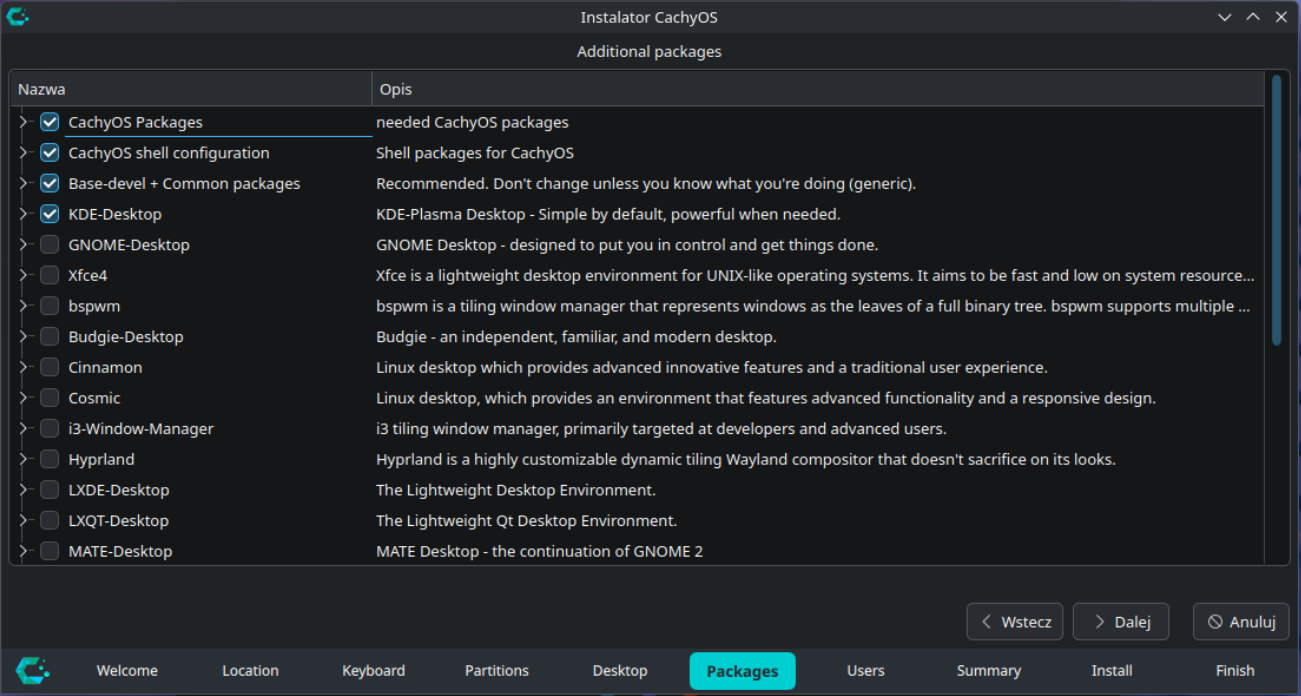 Instalator CachyOS
Additional packages
Nazwa Opis
CachyOS Packages needed CachyOS packages
CachyOS shell configuration Shell packages for CachyOS
Base-devel + Common packages Recommended. Don't change unless you know what you're doing (generic).
KDE-Desktop KDE-Plasma Desktop - Simple by default, powerful when needed.
GNOME-Desktop GNOME Desktop - designed to put you in control and get things done.
Xfce4 Xfce is a lightweight desktop environment for UNIX-like operating systems. It aims to be fast and low on system resource...
bspwm bspwm is a tiling window manager that represents windows as the leaves of a full binary tree. bspwm supports multiple ...
Budgie-Desktop Budgie - an independent, familiar, and modern desktop.
Cinnamon Linux desktop which provides advanced innovative features and a traditional user experience.
Cosmic Linux desktop, which provides an environment that features advanced functionality and a responsive design.
i3-Window-Manager i3 tiling window manager, primarily targeted at developers and advanced users.
Hyprland Hyprland is a highly customizable dynamic tiling Wayland compositor that doesn't sacrifice on its looks.
LXDE-Desktop The Lightweight Desktop Environment.
LXQT-Desktop The Lightweight Qt Desktop Environment.
MATE-Desktop MATE Desktop - the continuation of GNOME 2
Wstecz Dalej Anuluj
Welcome Location Keyboard Partitions Desktop Packages Users Summary Install Finish